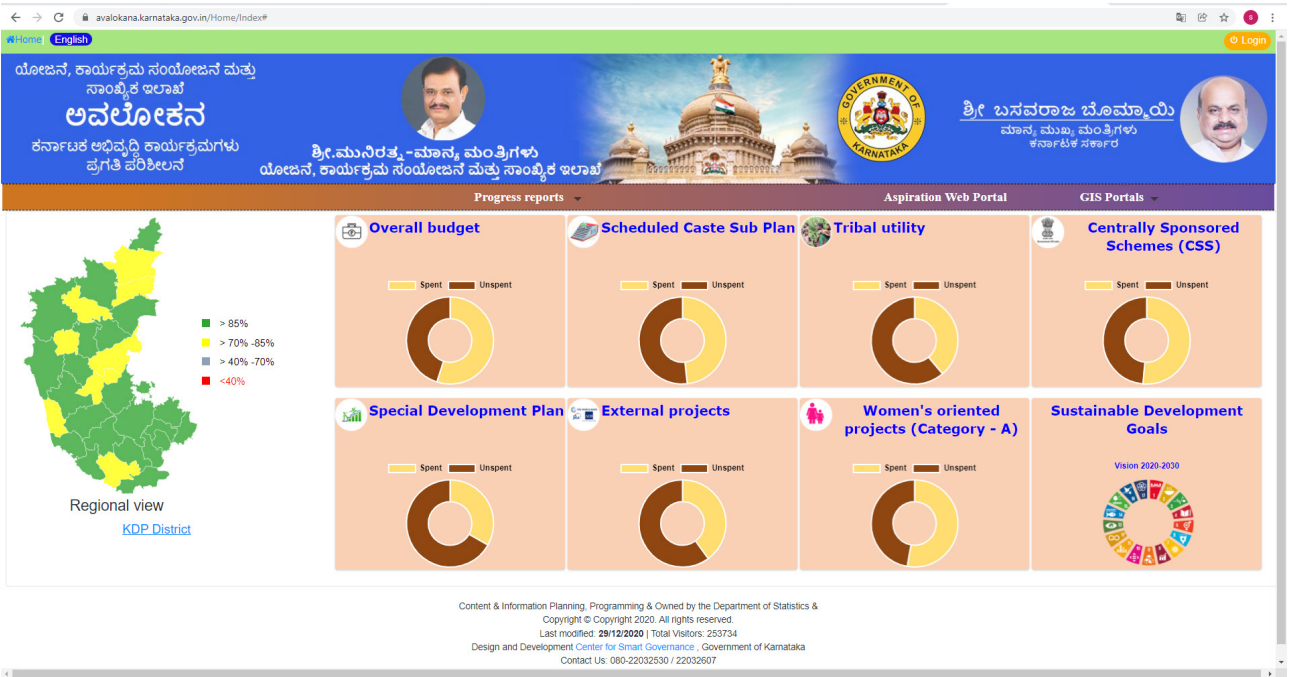 avalokana.karnataka.gov.in/Home/Index#
Home| English
Login
ಯೋಜನೆ, ಕಾರ್ಯಕ್ರಮ ಸಂಯೋಜನೆ ಮತ್ತು
ಸಾಂಖ್ಯಿಕ ಇಲಾಖೆ
ಅವಲೋಕನ
ಕರ್ನಾಟಕ ಅಭಿವೃದ್ಧಿ ಕಾರ್ಯಕ್ರಮಗಳು
ಪ್ರಗತಿ ಪರಿಶೀಲನೆ
ಶ್ರೀ.ಮುನಿರತ್ನ-ಮಾನ್ಯ ಮಂತ್ರಿಗಳು
ಯೋಜನೆ, ಕಾರ್ಯಕ್ರಮ ಸಂಯೋಜನೆ ಮತ್ತು ಸಾಂಖ್ಯಿಕ ಇಲಾಖೆ
GOVERNMENT OF
KARNATAKA
ಶ್ರೀ ಬಸವರಾಜ ಬೊಮ್ಮಾಯಿ
ಮಾನ್ಯ ಮುಖ್ಯ ಮಂತ್ರಿಗಳು
ಕರ್ನಾಟಕ ಸರ್ಕಾರ
Progress reports
Aspiration Web Portal
GIS Portals
> 85%
> 70% -85%
> 40% -70%
<40%
Regional view
KDP District
Overall budget
Spent Unspent
Scheduled Caste Sub Plan
Spent Unspent
Tribal utility
Spent Unspent
Centrally Sponsored
Schemes (CSS)
Spent Unspent
Special Development Plan
Spent Unspent
External projects
Spent Unspent
Women's oriented
projects (Category - A)
Spent Unspent
Sustainable Development
Goals
Vision 2020-2030
Content & Information Planning, Programming & Owned by the Department of Statistics &
Copyright © Copyright 2020. All rights reserved.
Last modified: 29/12/2020 | Total Visitors: 253734
Design and Development Center for Smart Governance , Government of Karnataka
Contact Us: 080-22032530 / 22032607